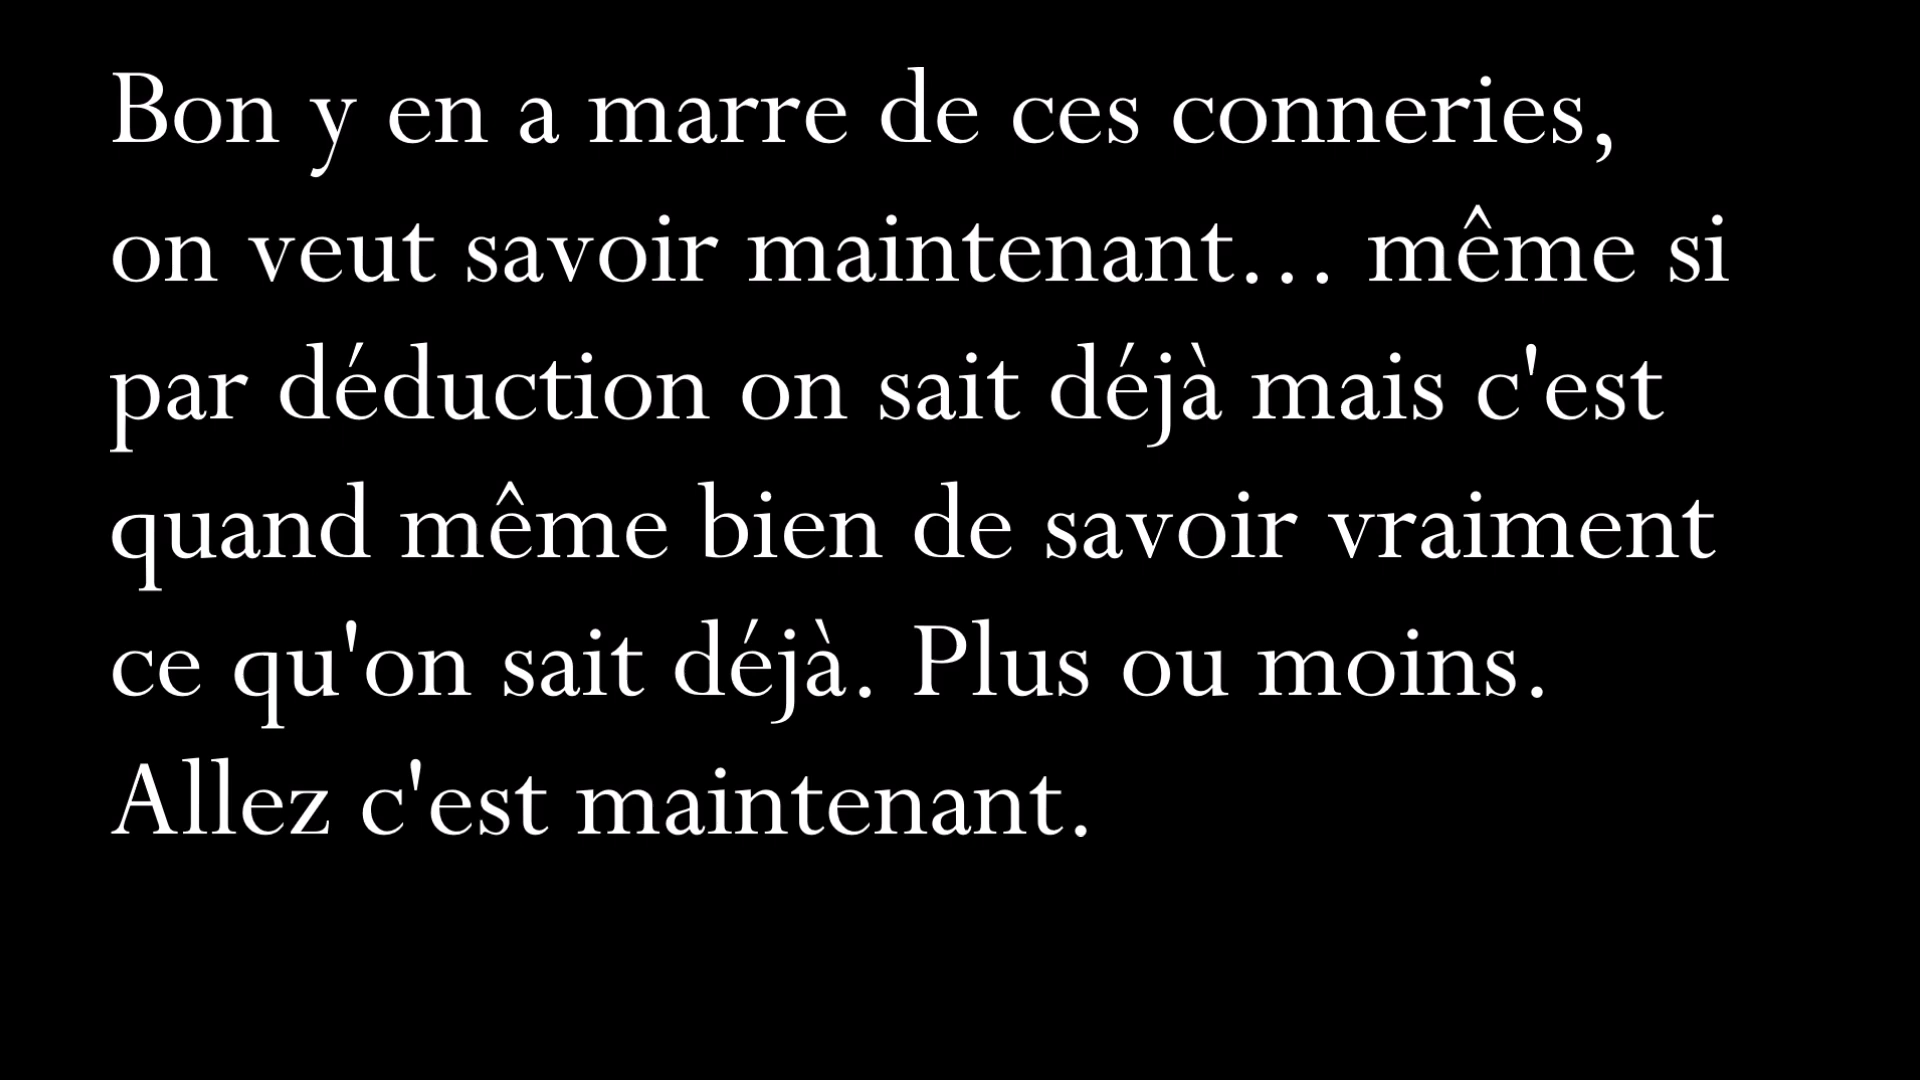 Bon y en a marre de ces conneries,
on veut savoir maintenant... même si
par déduction on sait déjà mais c'est
quand même bien de savoir vraiment
ce qu'on sait déjà. Plus ou moins.
Allez c'est maintenant.